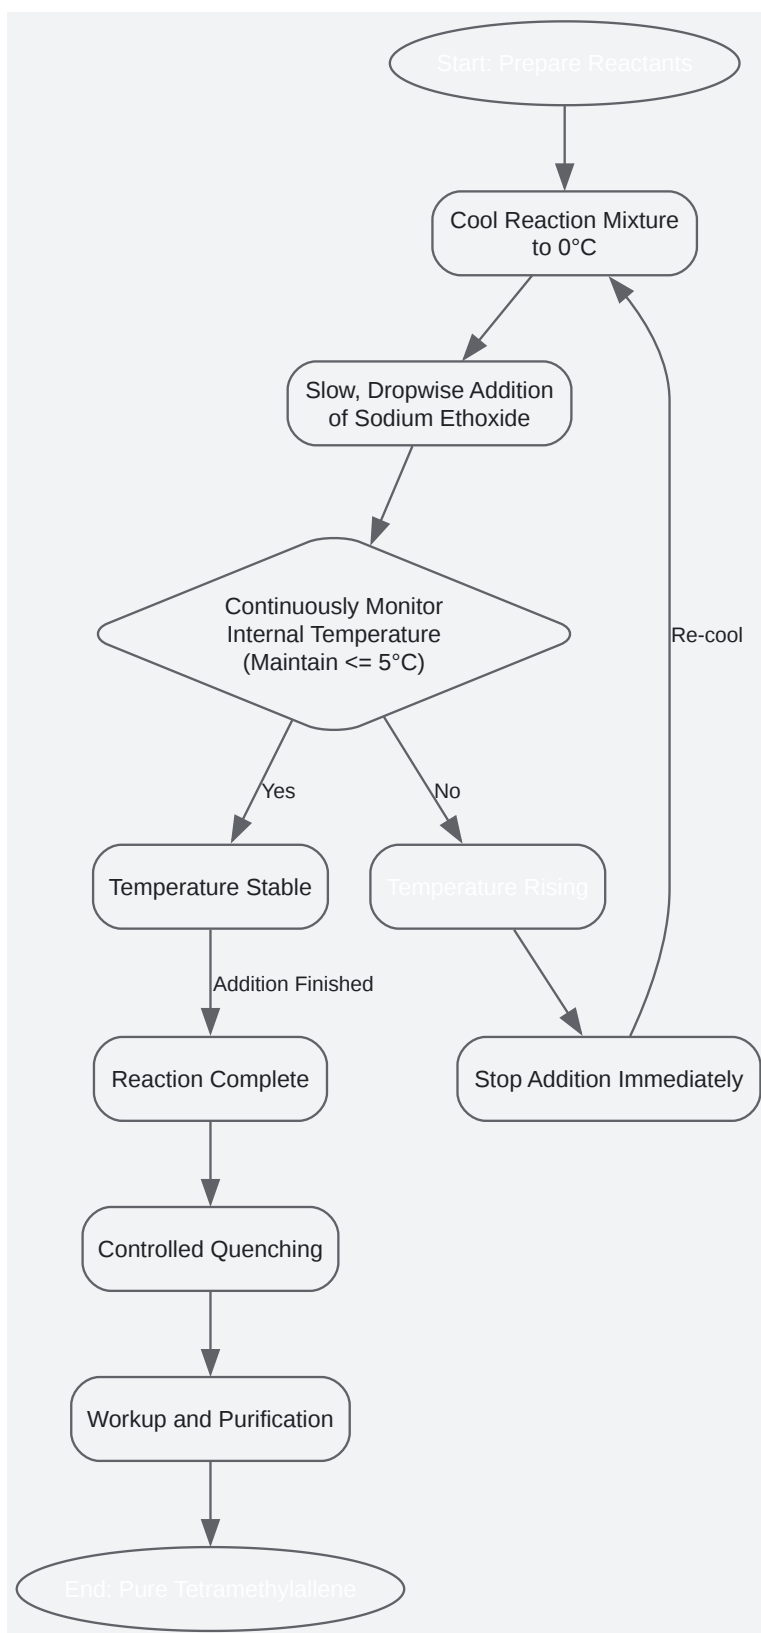 Start: Prepare Reactants
Cool Reaction Mixture
to 0°C
Slow, Dropwise Addition
of Sodium Ethoxide
Continuously Monitor
Internal Temperature
(Maintain <= 5°C)
Re-cool
Yes
No
Temperature Stable
Temperature Rising
Addition Finished
Reaction Complete
Stop Addition Immediately
Controlled Quenching
Workup and Purification
End: Pure Tetramethylallene